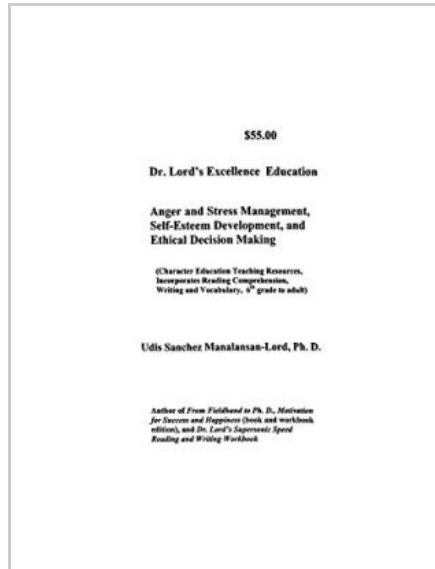 $55.00
Dr. Lord's Excellence Education
Anger and Stress Management,
Self-Esteem Development, and
Ethical Decision Making
(Character Education Teaching Resources,
Incorporates Reading Comprehension,
Writing and Vocabulary, 6th grade to adult)
Udis Sanchez Manalansan-Lord, Ph. D.
Author of From Fieldhand to Ph. D., Motivation
for Success and Happiness (book and workbook
edition), and Dr. Lord's Supersonic Speed
Reading and Writing Workbook